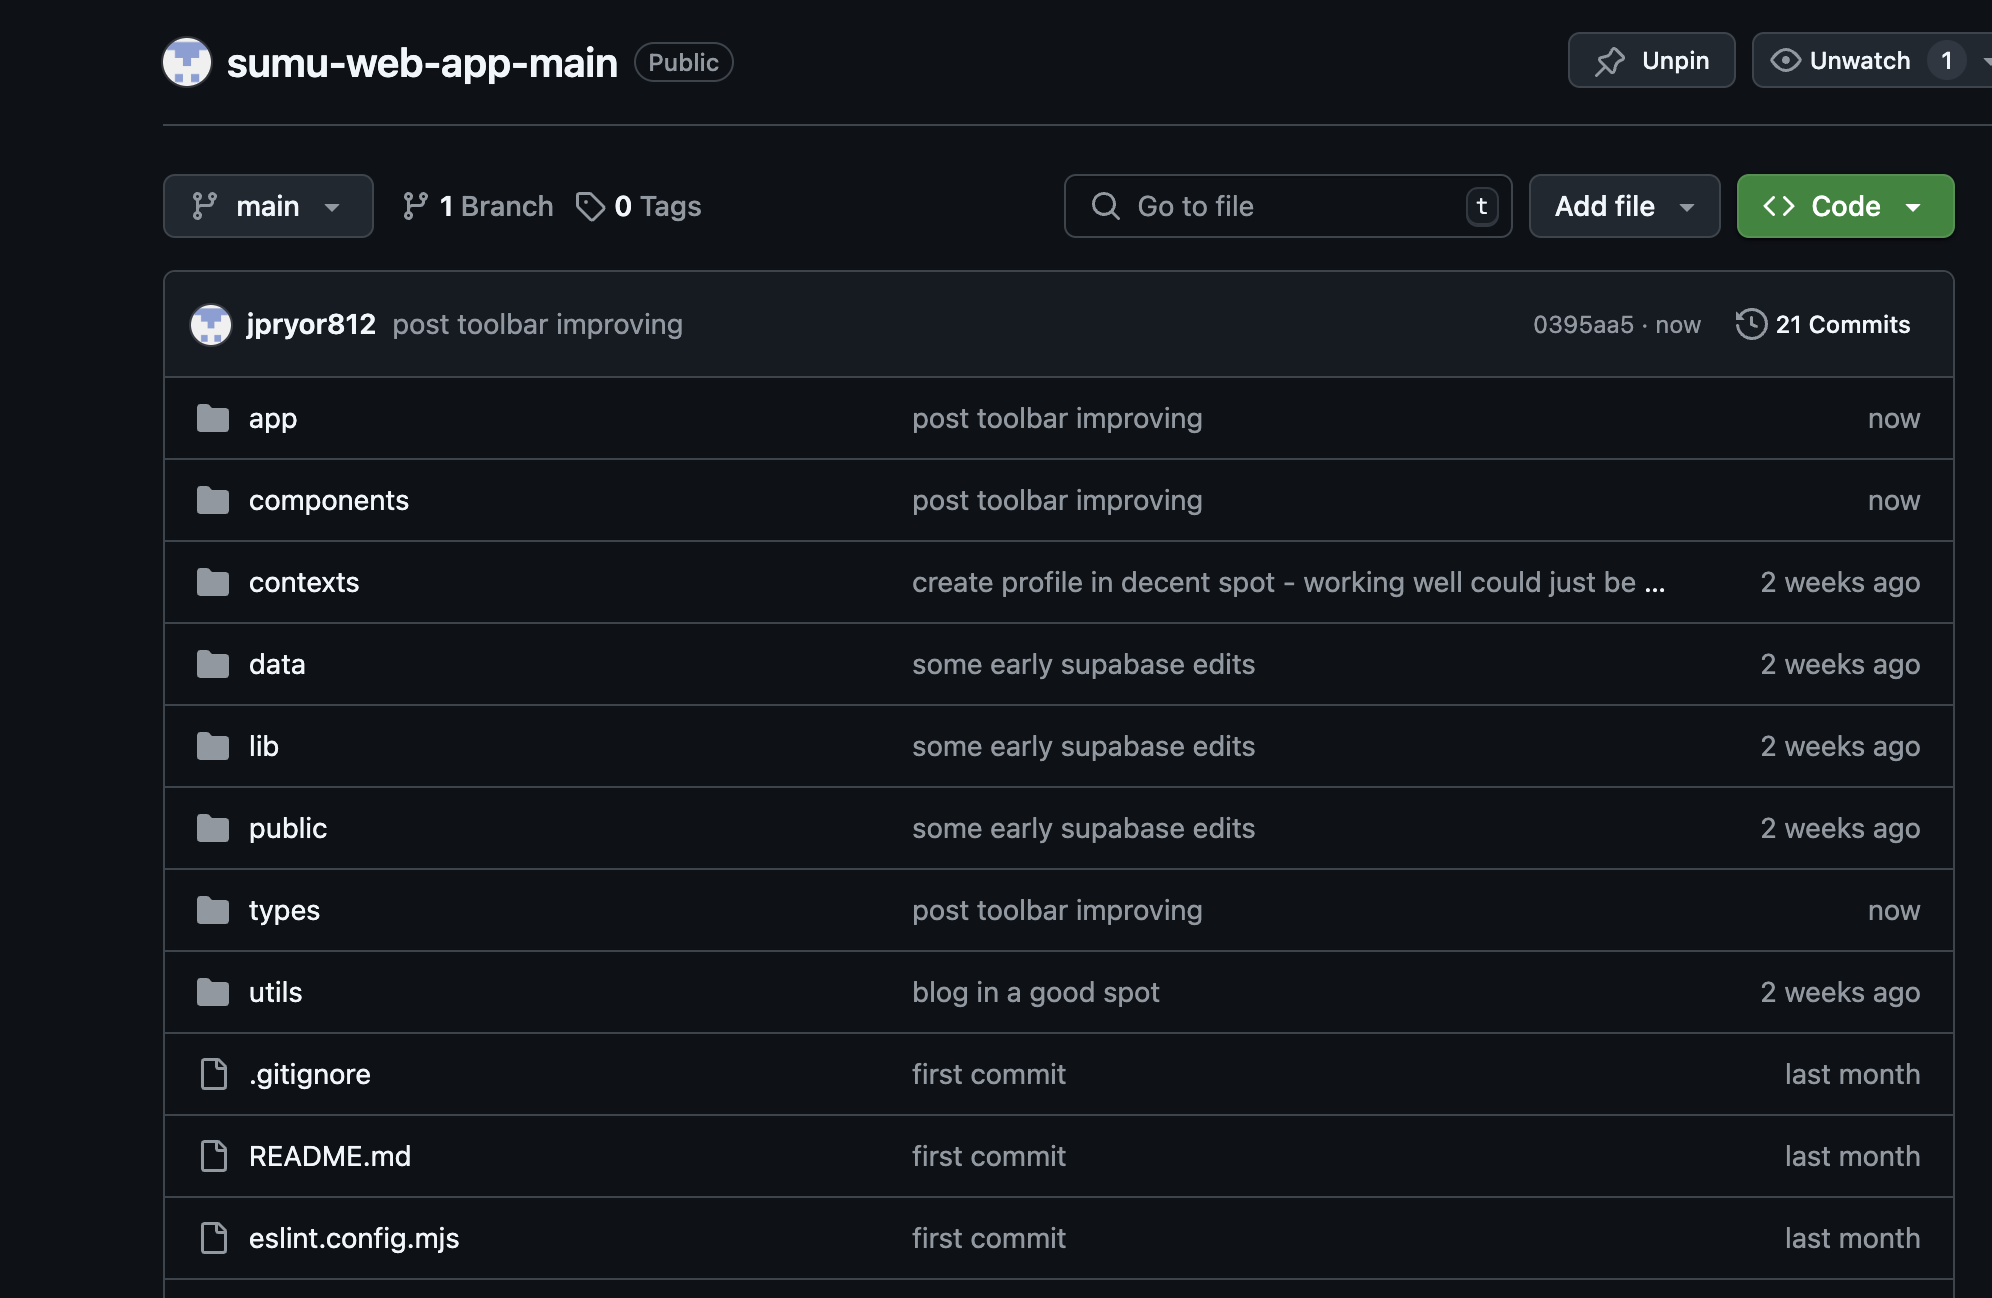 sumu-web-app-main Public Unpin Unwatch 1
main 1 Branch 0 Tags Go to file t Add file Code
jpryor812 post toolbar improving 0395aa5 · now 21 Commits
app post toolbar improving now
components post toolbar improving now
contexts create profile in decent spot - working well could just be ... 2 weeks ago
data some early supabase edits 2 weeks ago
lib some early supabase edits 2 weeks ago
public some early supabase edits 2 weeks ago
types post toolbar improving now
utils blog in a good spot 2 weeks ago
.gitignore first commit last month
README.md first commit last month
eslint.config.mjs first commit last month